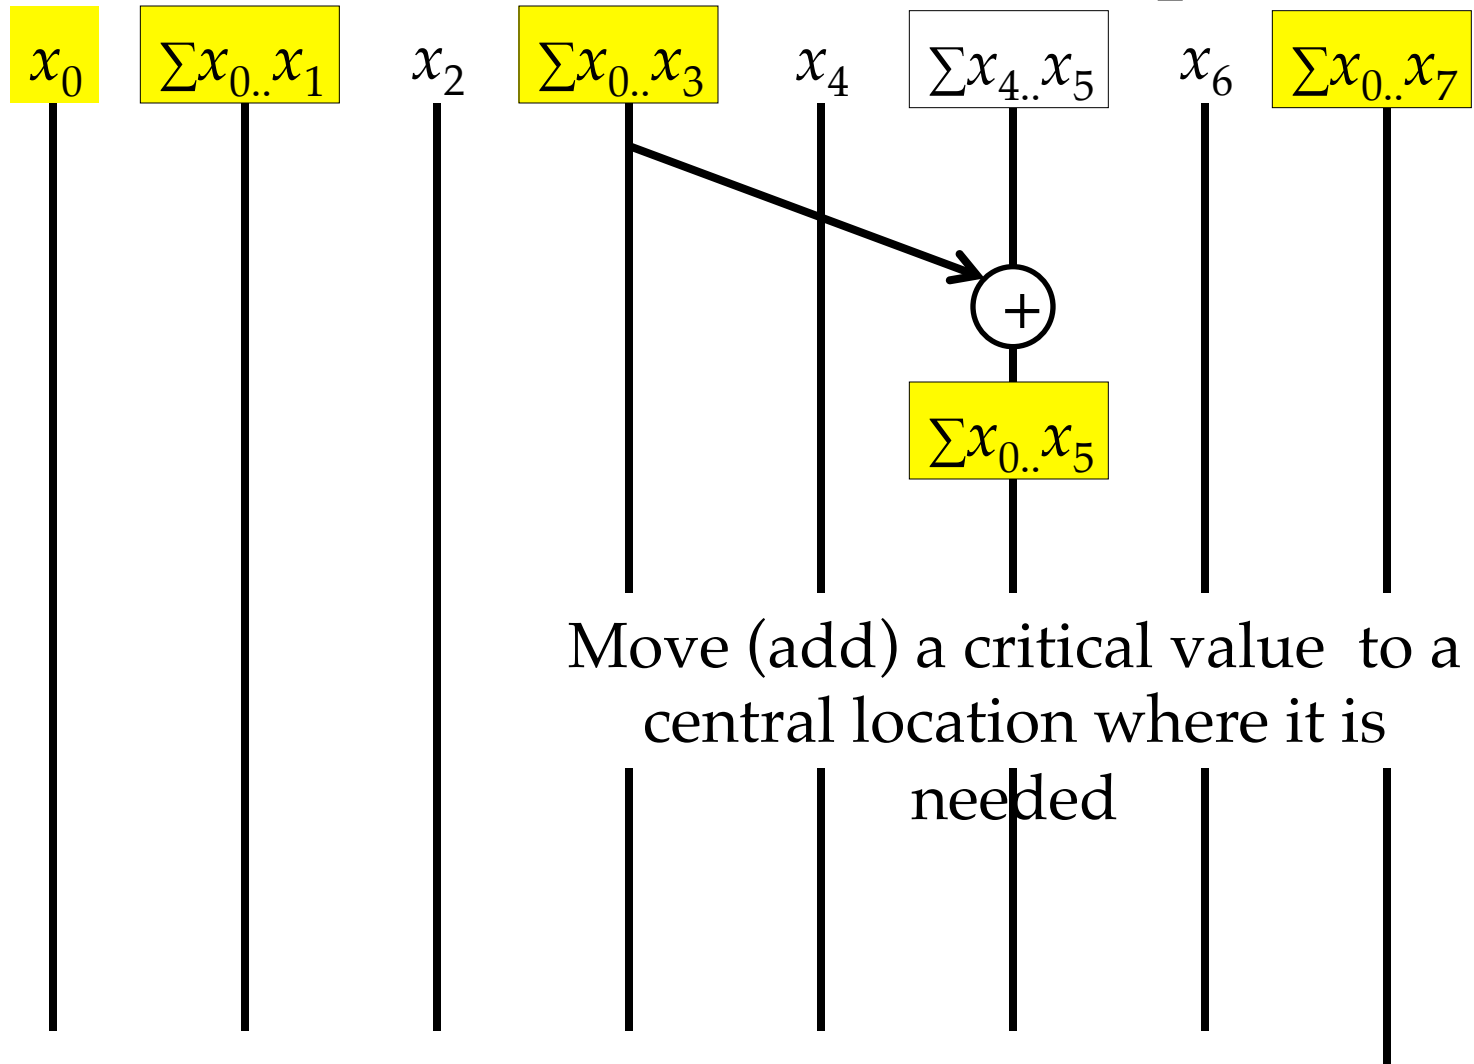 x₀ ∑x₀..x₁ x₂ ∑x₀..x₃ x₄ ∑x₄..x₅ x₆ ∑x₀..x₇
+
∑x₀..x₅
Move (add) a critical value to a
central location where it is
needed